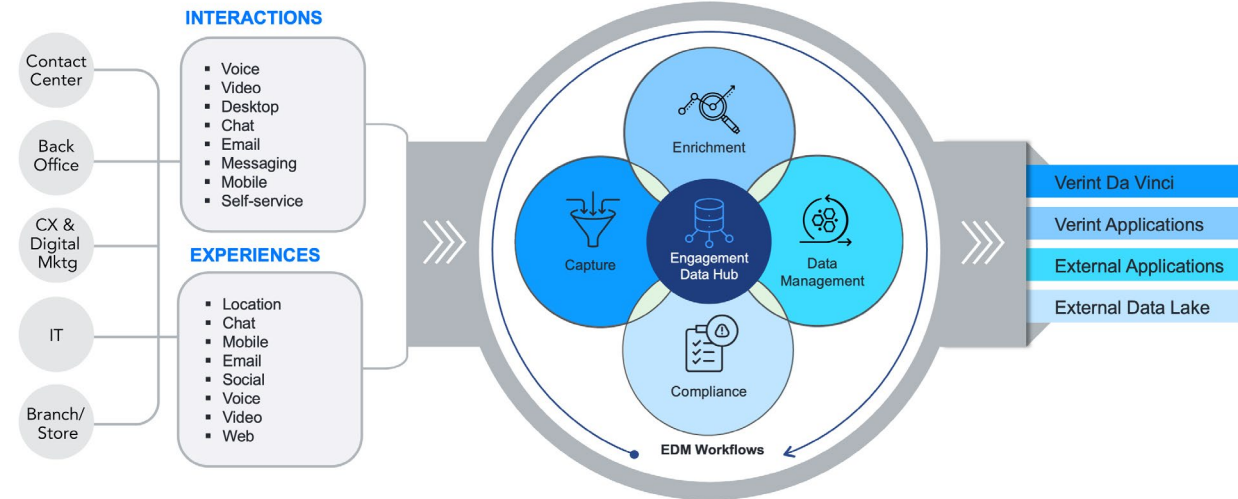 INTERACTIONS
Contact
Center
Back
Office
CX &
Digital
Mktg
IT
Branch/
Store
▪ Voice
▪ Video
▪ Desktop
▪ Chat
▪ Email
▪ Messaging
▪ Mobile
▪ Self-service
EXPERIENCES
▪ Location
▪ Chat
▪ Mobile
▪ Email
▪ Social
▪ Voice
▪ Video
▪ Web
Enrichment
Capture
Engagement
Data Hub
Data
Management
Compliance
EDM Workflows
Verint Da Vinci
Verint Applications
External Applications
External Data Lake